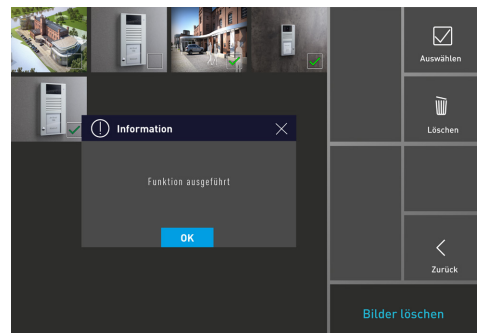 Auswählen
Information
Löschen
Funktion ausgeführt
OK
Zurück
Bilder löschen